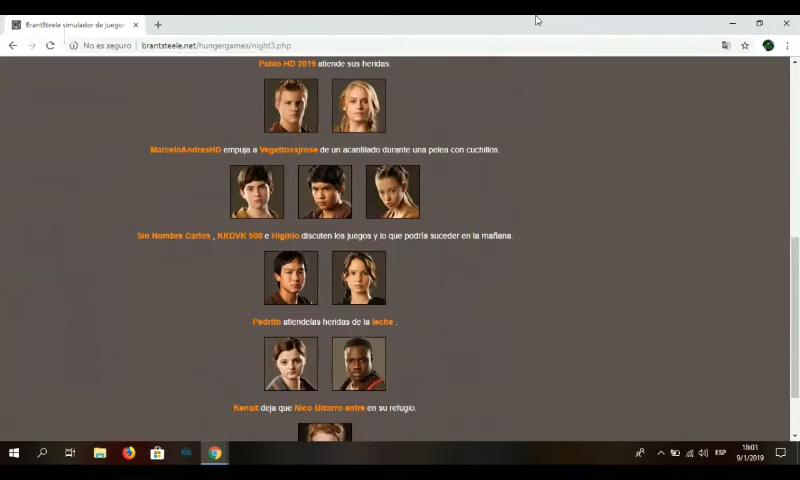 BrantSteele simulador de juegos
No es seguro | brantsteele.net/hungergames/night3.php
Pablo HD 2019 atiende sus heridas.
MarceloAndresHD empuja a Vegettossjrose de un acantilado durante una pelea con cuchillos.
Sin Nombre Carlos , KKDVK 500 e Higinio discuten los juegos y lo que podría suceder en la mañana.
Pedrito atiendelas heridas de la leche .
Kenait deja que Nico Bizarro entre en su refugio.
ESP
18:01
9/1/2019